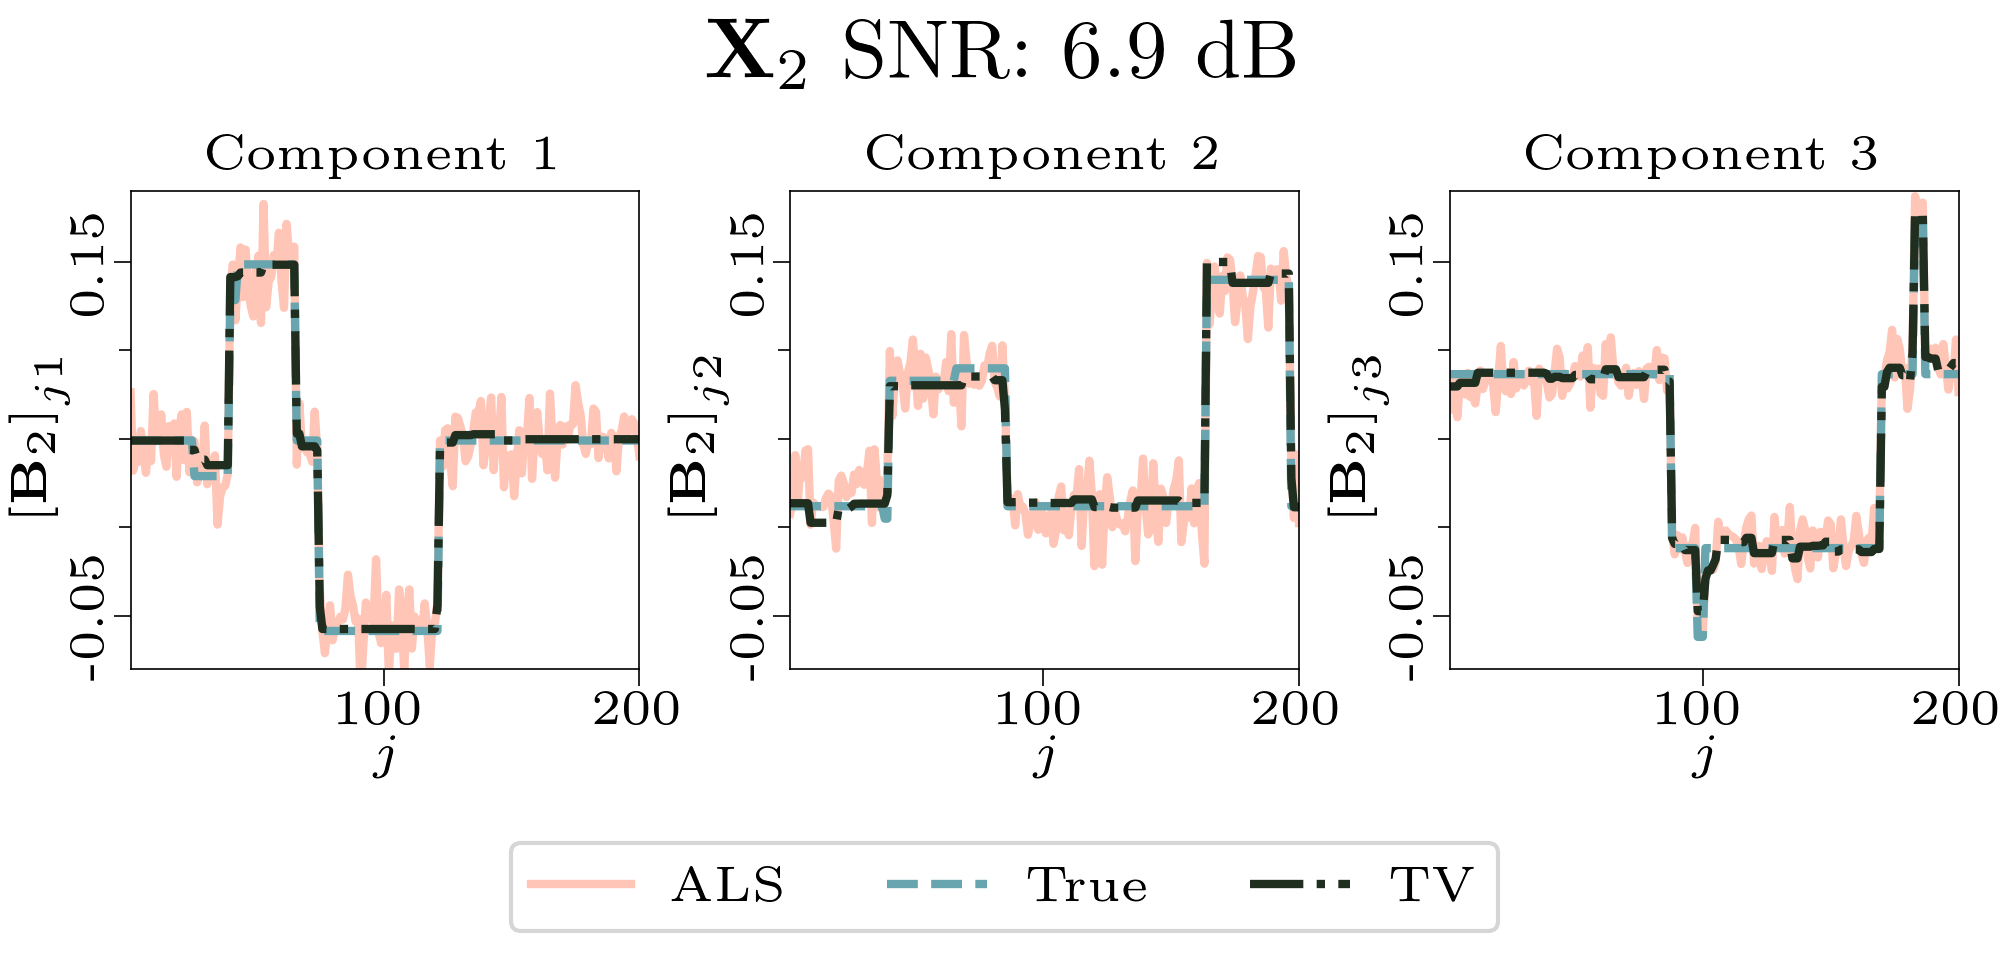 X₂ SNR: 6.9 dB
Component 1
Component 2
Component 3
[B₂]ⱼ₁
0.15
-0.05
100
200
j
[B₂]ⱼ₂
0.15
-0.05
100
200
j
[B₂]ⱼ₃
0.15
-0.05
100
200
j
ALS
True
TV